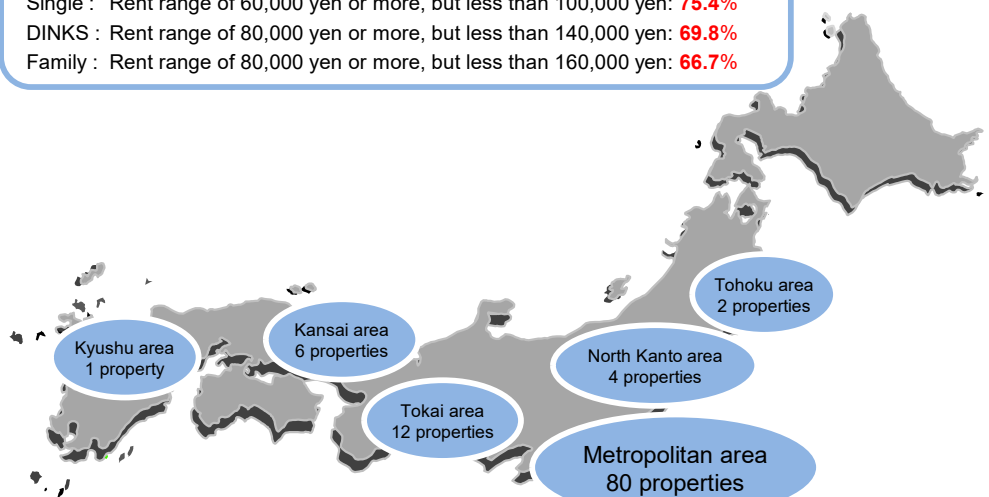 Single : Rent range of 60,000 yen or more, but less than 100,000 yen: 75.4%
DINKS : Rent range of 80,000 yen or more, but less than 140,000 yen: 69.8%
Family : Rent range of 80,000 yen or more, but less than 160,000 yen: 66.7%
Tohoku area
2 properties
Kansai area
6 properties
Kyushu area
1 property
North Kanto area
4 properties
Tokai area
12 properties
Metropolitan area
80 properties